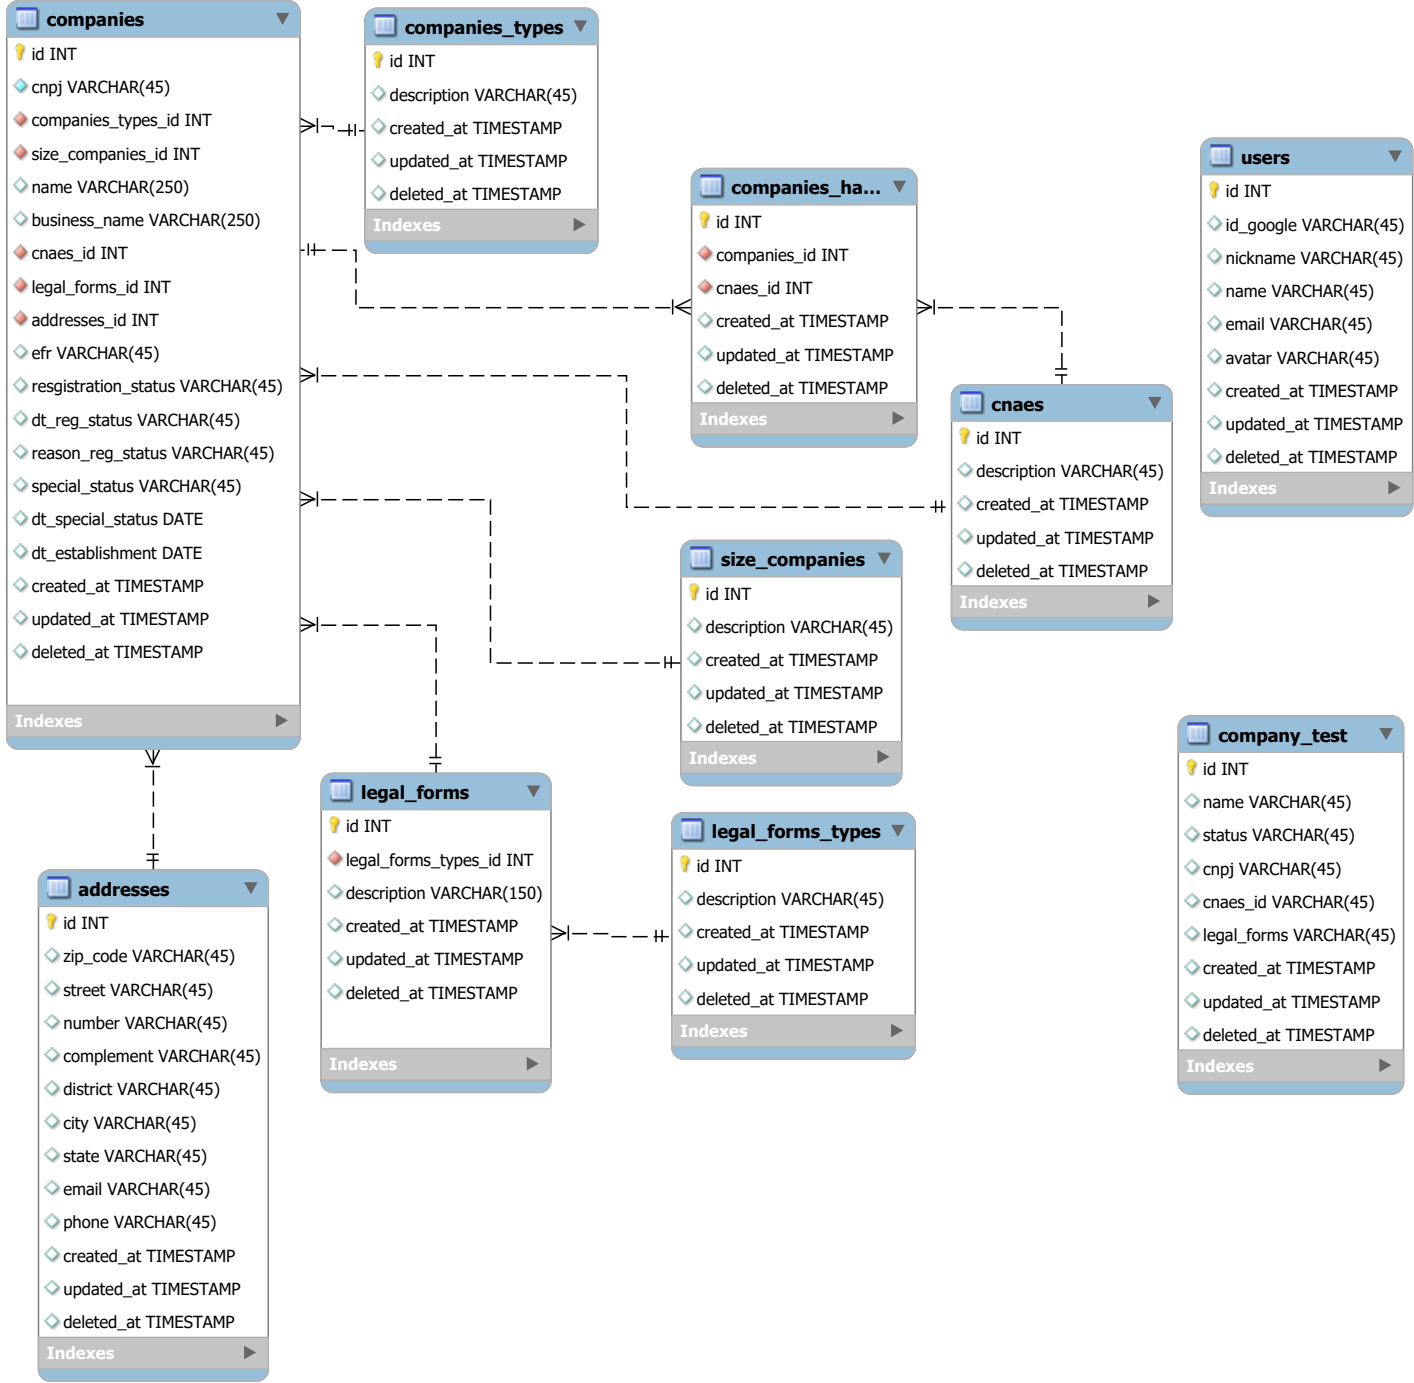 companies
id INT
cnpj VARCHAR(45)
companies_types_id INT
size_companies_id INT
name VARCHAR(250)
business_name VARCHAR(250)
cnaes_id INT
legal_forms_id INT
addresses_id INT
efr VARCHAR(45)
resgistration_status VARCHAR(45)
dt_reg_status VARCHAR(45)
reason_reg_status VARCHAR(45)
special_status VARCHAR(45)
dt_special_status DATE
dt_establishment DATE
created_at TIMESTAMP
updated_at TIMESTAMP
deleted_at TIMESTAMP
Indexes
companies_types
id INT
description VARCHAR(45)
created_at TIMESTAMP
updated_at TIMESTAMP
deleted_at TIMESTAMP
Indexes
companies_ha...
id INT
companies_id INT
cnaes_id INT
created_at TIMESTAMP
updated_at TIMESTAMP
deleted_at TIMESTAMP
Indexes
users
id INT
id_google VARCHAR(45)
nickname VARCHAR(45)
name VARCHAR(45)
email VARCHAR(45)
avatar VARCHAR(45)
created_at TIMESTAMP
updated_at TIMESTAMP
deleted_at TIMESTAMP
Indexes
cnaes
id INT
description VARCHAR(45)
created_at TIMESTAMP
updated_at TIMESTAMP
deleted_at TIMESTAMP
Indexes
size_companies
id INT
description VARCHAR(45)
created_at TIMESTAMP
updated_at TIMESTAMP
deleted_at TIMESTAMP
Indexes
company_test
id INT
name VARCHAR(45)
status VARCHAR(45)
cnpj VARCHAR(45)
cnaes_id VARCHAR(45)
legal_forms VARCHAR(45)
created_at TIMESTAMP
updated_at TIMESTAMP
deleted_at TIMESTAMP
Indexes
legal_forms
id INT
legal_forms_types_id INT
description VARCHAR(150)
created_at TIMESTAMP
updated_at TIMESTAMP
deleted_at TIMESTAMP
Indexes
legal_forms_types
id INT
description VARCHAR(45)
created_at TIMESTAMP
updated_at TIMESTAMP
deleted_at TIMESTAMP
Indexes
addresses
id INT
zip_code VARCHAR(45)
street VARCHAR(45)
number VARCHAR(45)
complement VARCHAR(45)
district VARCHAR(45)
city VARCHAR(45)
state VARCHAR(45)
email VARCHAR(45)
phone VARCHAR(45)
created_at TIMESTAMP
updated_at TIMESTAMP
deleted_at TIMESTAMP
Indexes